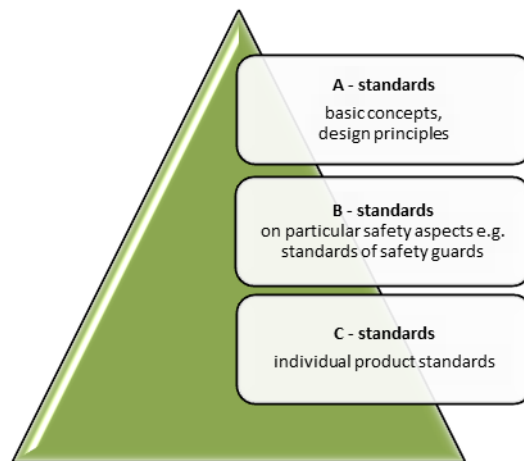 A - standards
basic concepts,
design principles
B - standards
on particular safety aspects e.g.
standards of safety guards
C - standards
individual product standards